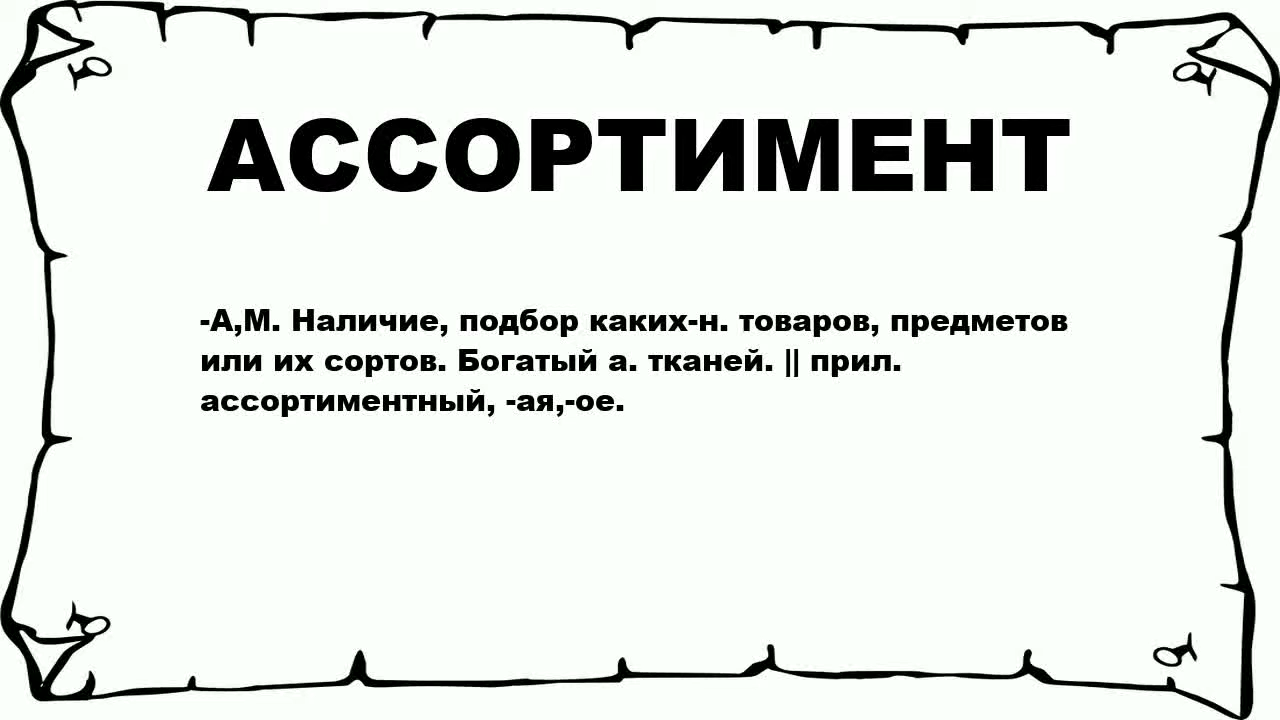 АССОРТИМЕНТ
-А,М. Наличие, подбор каких-н. товаров, предметов
или их сортов. Богатый а. тканей. || прил.
ассортиментный, -ая,-ое.